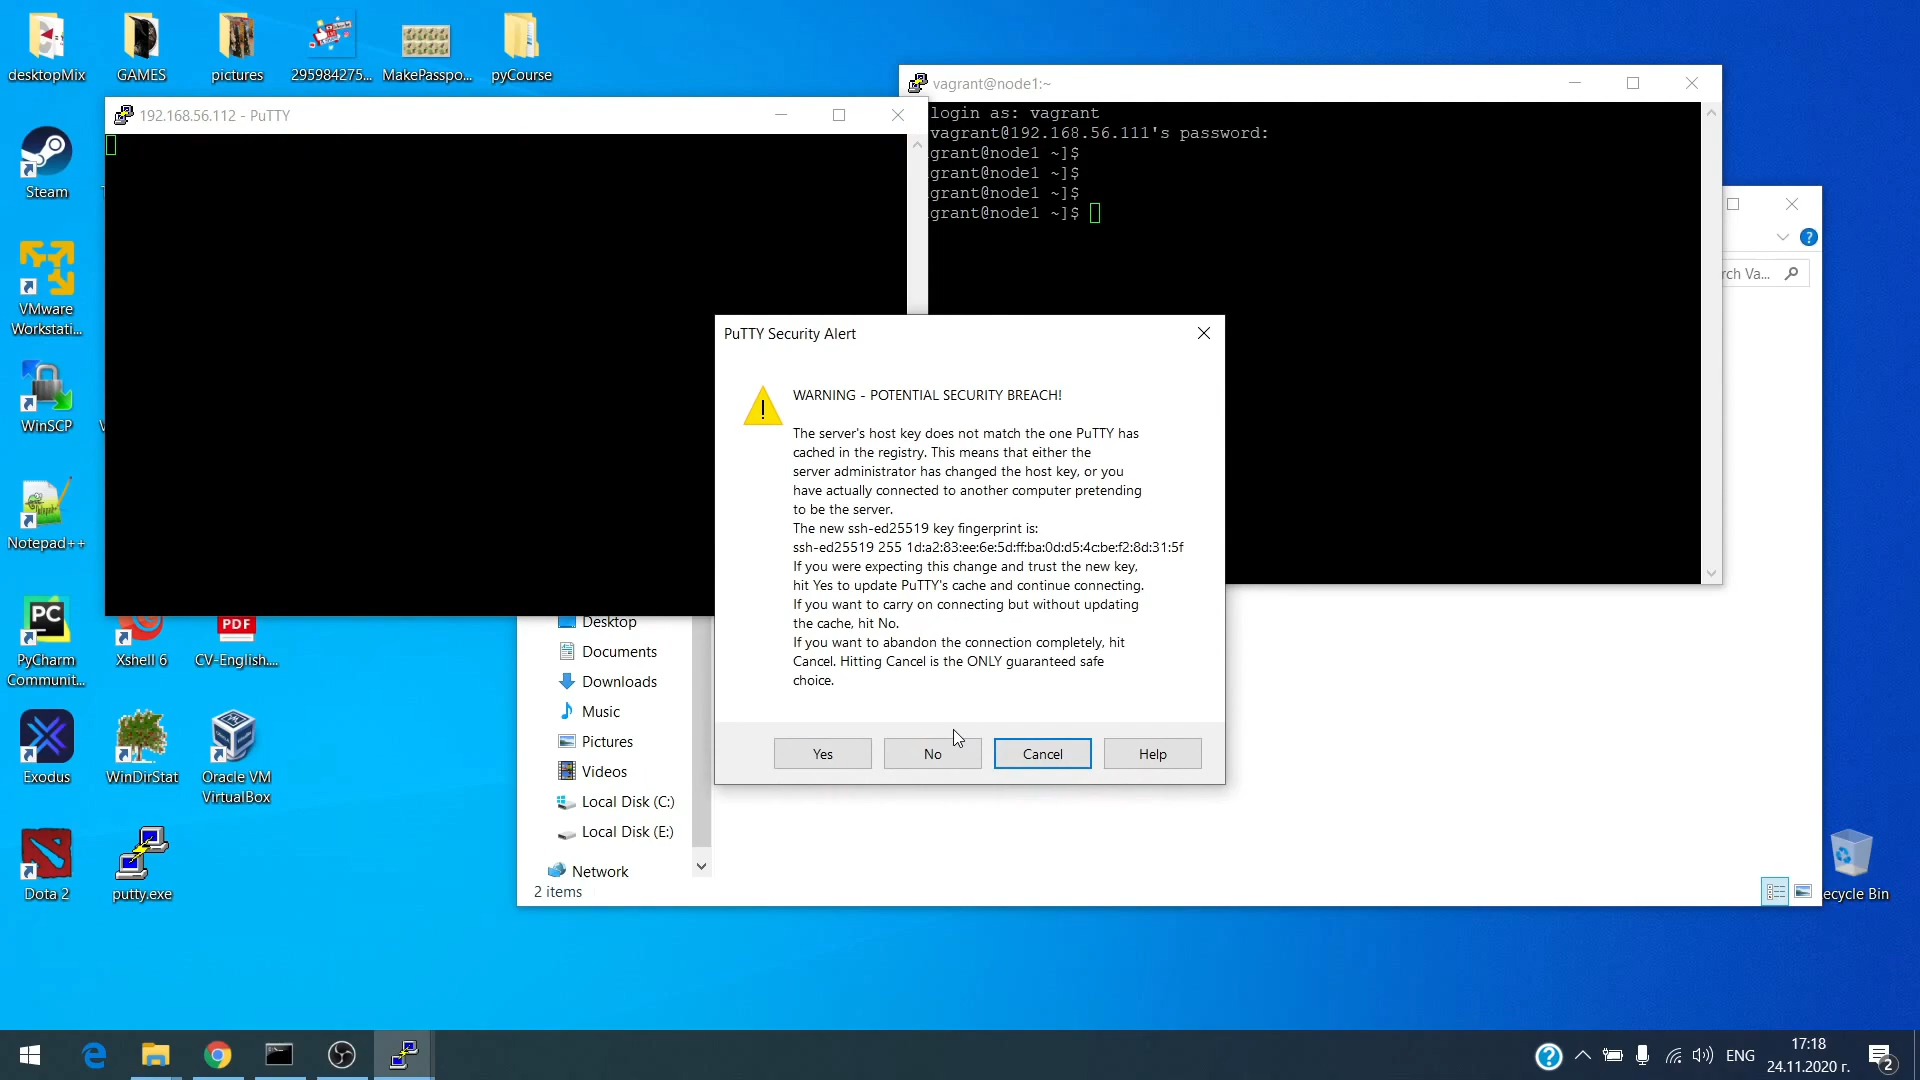 desktopMix
GAMES
pictures
295984275...
MakePasspo...
pyCourse
Steam
VMware
Workstati...
WinSCP
Notepad++
PyCharm
Communit...
Xshell 6
PDF
CV-English....
Exodus
WinDirStat
Oracle VM
VirtualBox
Dota 2
putty.exe
192.168.56.112 - PuTTY
vagrant@node1:~
login as: vagrant
vagrant@192.168.56.111's password:
grant@node1 ~]$
grant@node1 ~]$
grant@node1 ~]$
grant@node1 ~]$
rch Va...
PuTTY Security Alert
WARNING - POTENTIAL SECURITY BREACH!
The server's host key does not match the one PuTTY has
cached in the registry. This means that either the
server administrator has changed the host key, or you
have actually connected to another computer pretending
to be the server.
The new ssh-ed25519 key fingerprint is:
ssh-ed25519 255 1d:a2:83:ee:6e:5d:ff:ba:0d:d5:4c:be:f2:8d:31:5f
If you were expecting this change and trust the new key,
hit Yes to update PuTTY's cache and continue connecting.
If you want to carry on connecting but without updating
the cache, hit No.
If you want to abandon the connection completely, hit
Cancel. Hitting Cancel is the ONLY guaranteed safe
choice.
Yes
No
Cancel
Help
Desktop
Documents
Downloads
Music
Pictures
Videos
Local Disk (C:)
Local Disk (E:)
Network
2 items
ecycle Bin
ENG
17:18
24.11.2020 г.
2